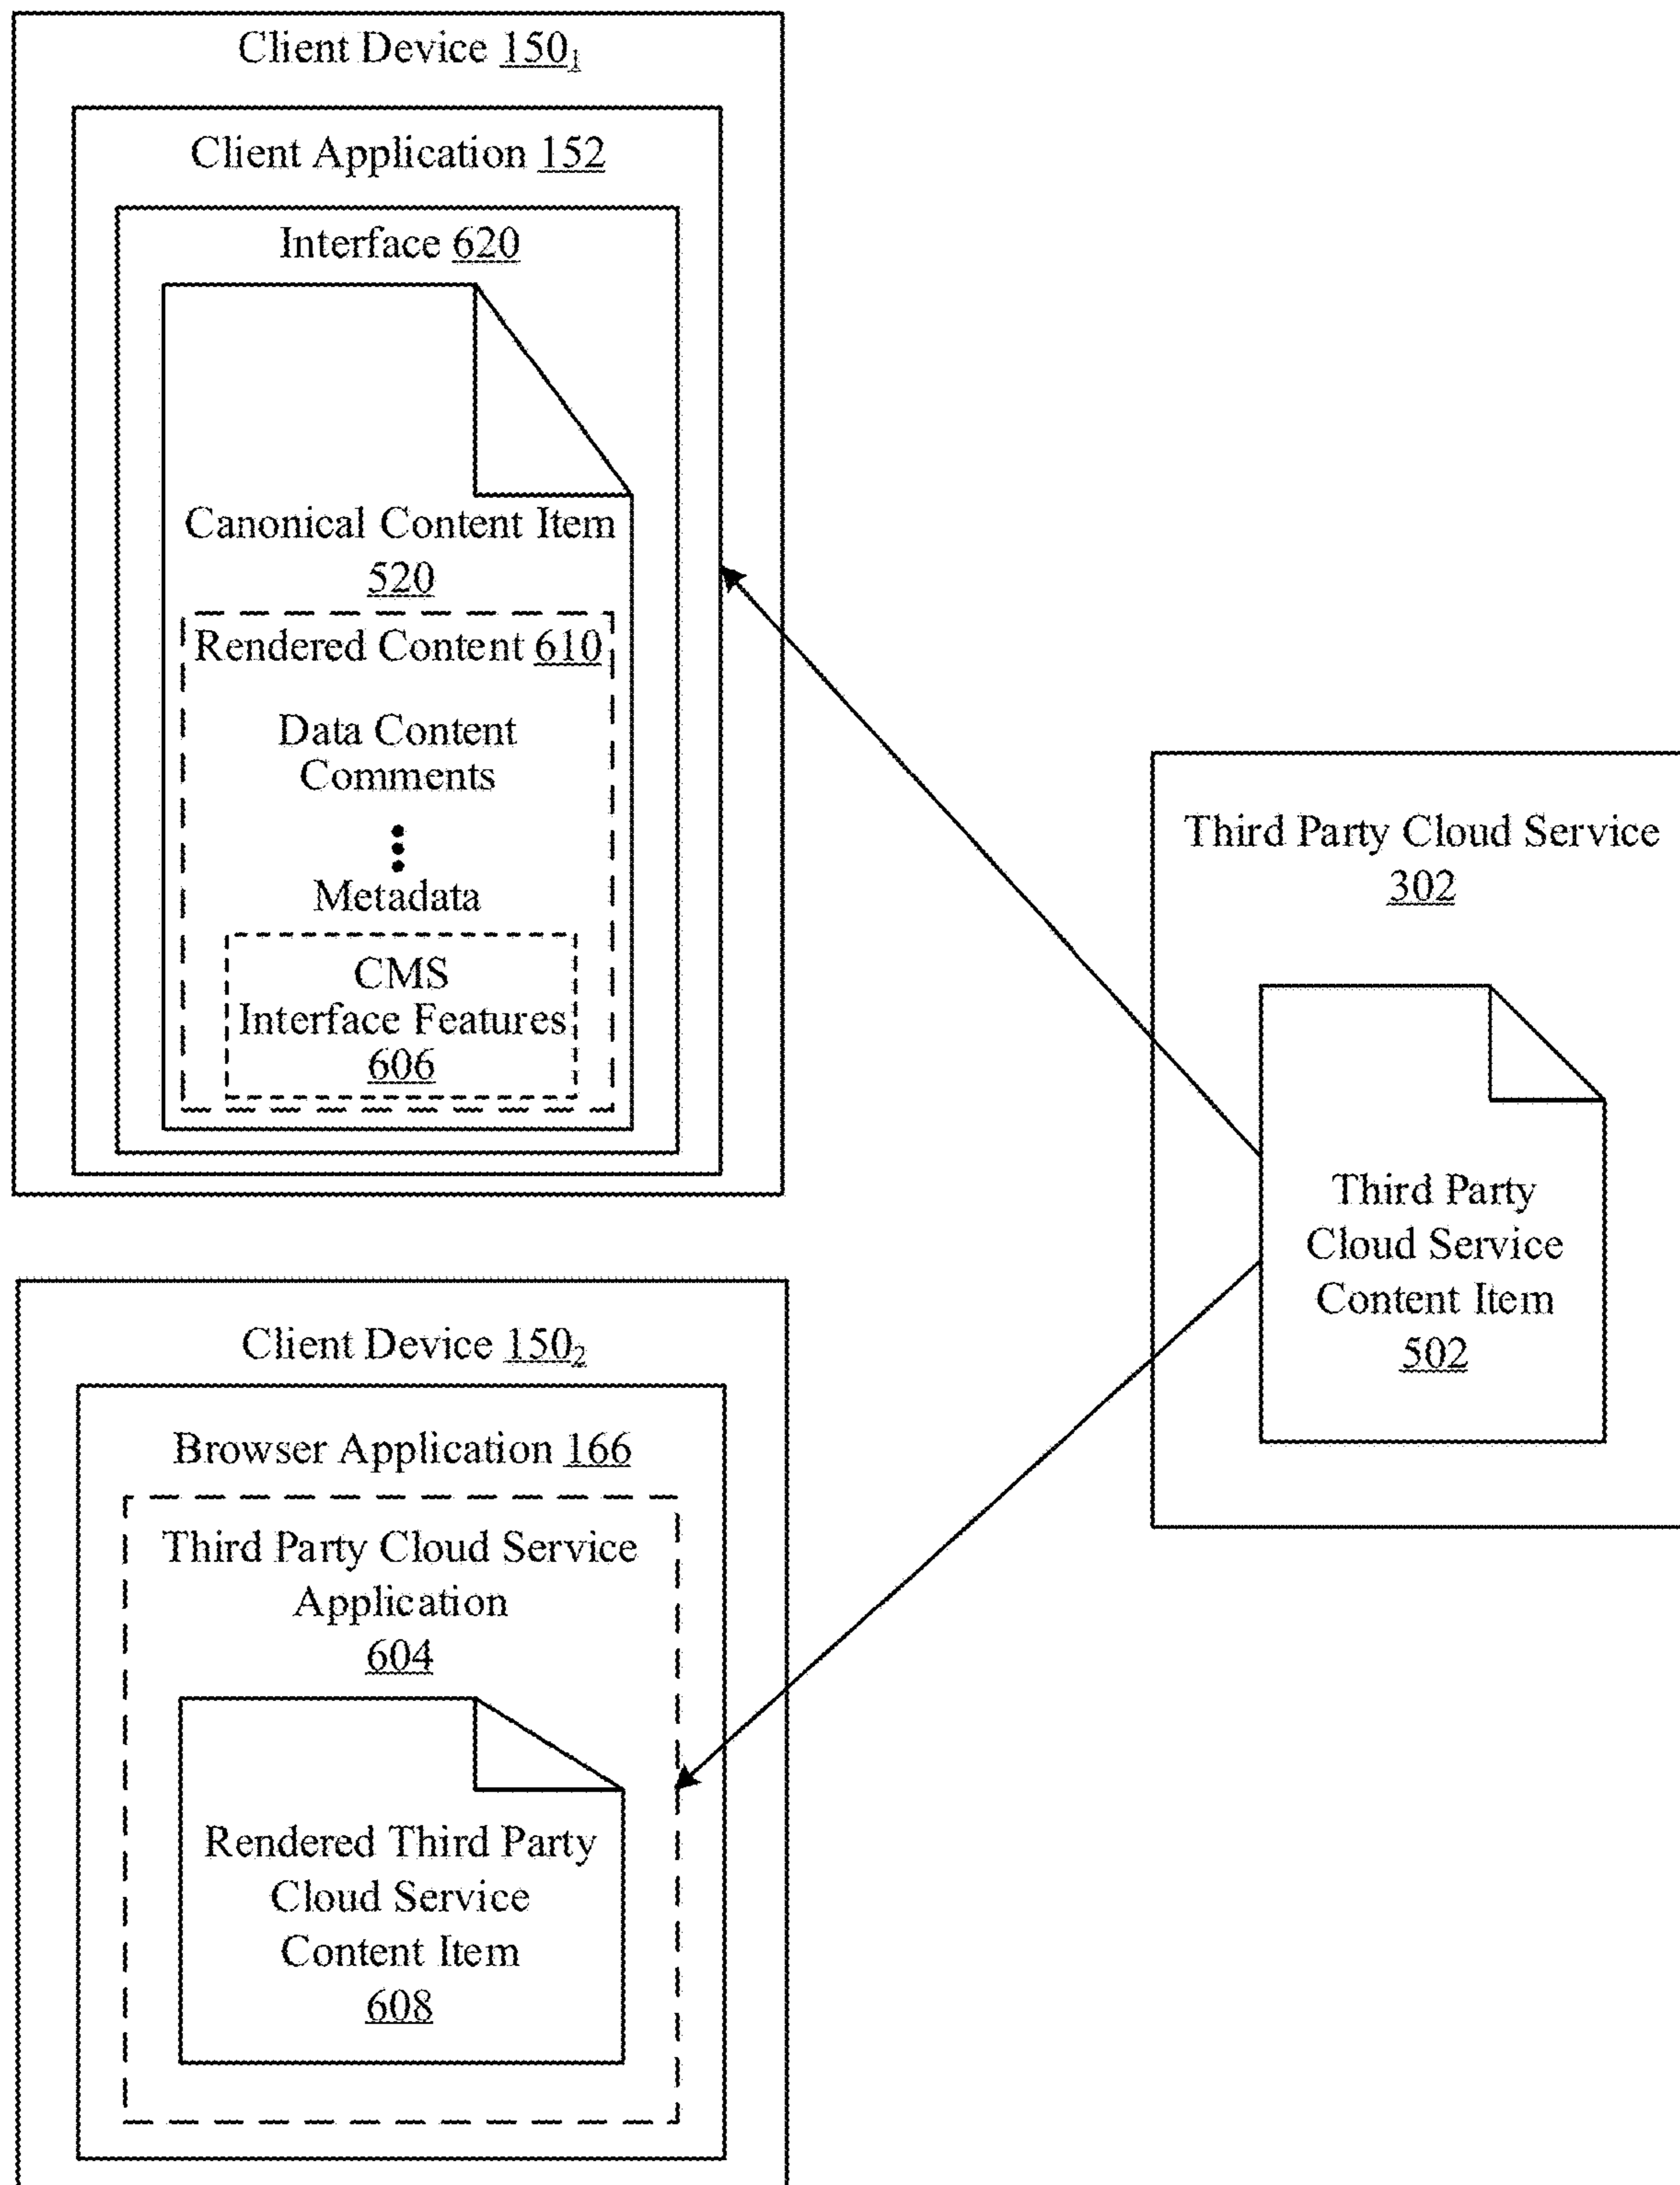 Client Device 150₁
Client Application 152
Interface 620
Canonical Content Item
520
Rendered Content 610
Data Content
Comments
Metadata
CMS
Interface Features
606
Third Party Cloud Service
302
Third Party
Cloud Service
Content Item
502
Client Device 150₂
Browser Application 166
Third Party Cloud Service
Application
604
Rendered Third Party
Cloud Service
Content Item
608